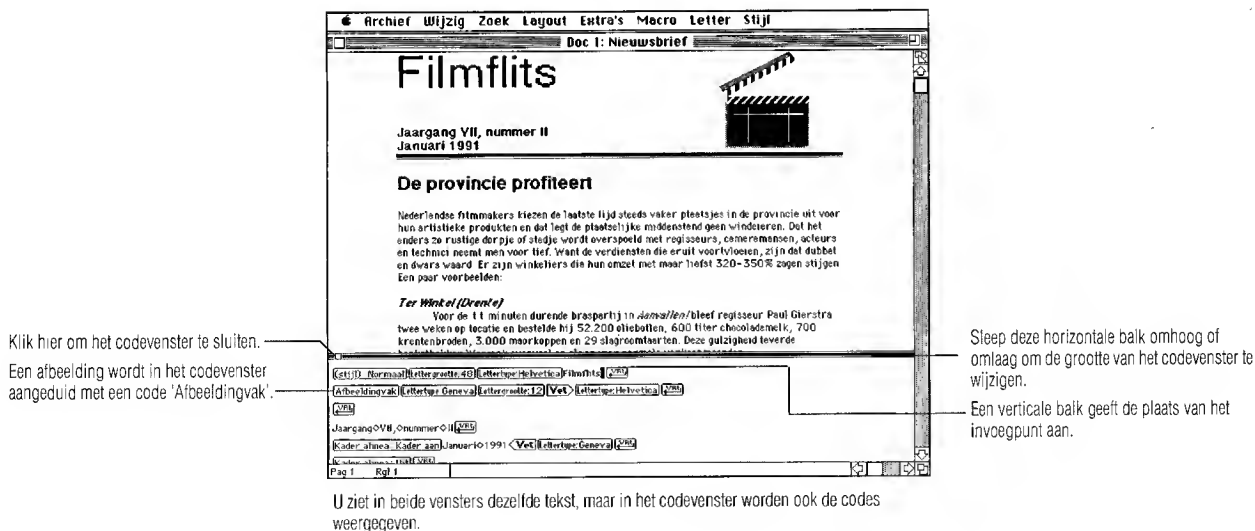 Archief Wijzig Zoek Layout Extra's Macro Letter Stijl
Doc 1: Nieuwsbrief
Filmflits
Jaargang VII, nummer II
Januari 1991
De provincie profiteert
Nederlandse filmmakers kiezen de laatste tijd steeds vaker plaatsjes in de provincie uit voor
hun artistieke produkten en dat legt de plaatselijke middenstand geen windeieren. Dat het
anders zo rustige dorpje of stadje wordt overspoeld met regisseurs, cameramensen, acteurs
en technici neemt men voor lief. Want de verdiensten die eruit voortvloeien, zijn dat dubbel
en dwars waard. Er zijn winkeliers die hun omzet met maar liefst 320-350% zagen stijgen
Een paar voorbeelden:
Ter Winkel (Drente)
Voor de 11 minuten durende braspartij in Aanvallen! bleef regisseur Paul Gierstra
twee weken op locatie en bestelde hij 52.200 oliebollen, 600 liter chocolademelk, 700
krentenbroden, 3.000 moorkoppen en 29 slagroomtaarten. Deze gulzigheid leverde
Klik hier om het codevenster te sluiten.
Een afbeelding wordt in het codevenster
aangeduid met een code 'Afbeeldingvak'.
Sleep deze horizontale balk omhoog of
omlaag om de grootte van het codevenster te
wijzigen.
Een verticale balk geeft de plaats van het
invoegpunt aan.
(stijl)_Normaal Lettergrootte:48 Lettertype:Helvetica Filmflits VRt
Afbeeldingvak Lettertype:Geneva Lettergrootte:12 Vet Lettertype:Helvetica VRt
VRt
Jaargang◇VII,◇nummer◇II VRt
Kader alinea: Kader aan Januari◇1991 Vet Lettertype:Geneva VRt
Pag 1 Rgl 1
U ziet in beide vensters dezelfde tekst, maar in het codevenster worden ook de codes
weergegeven.